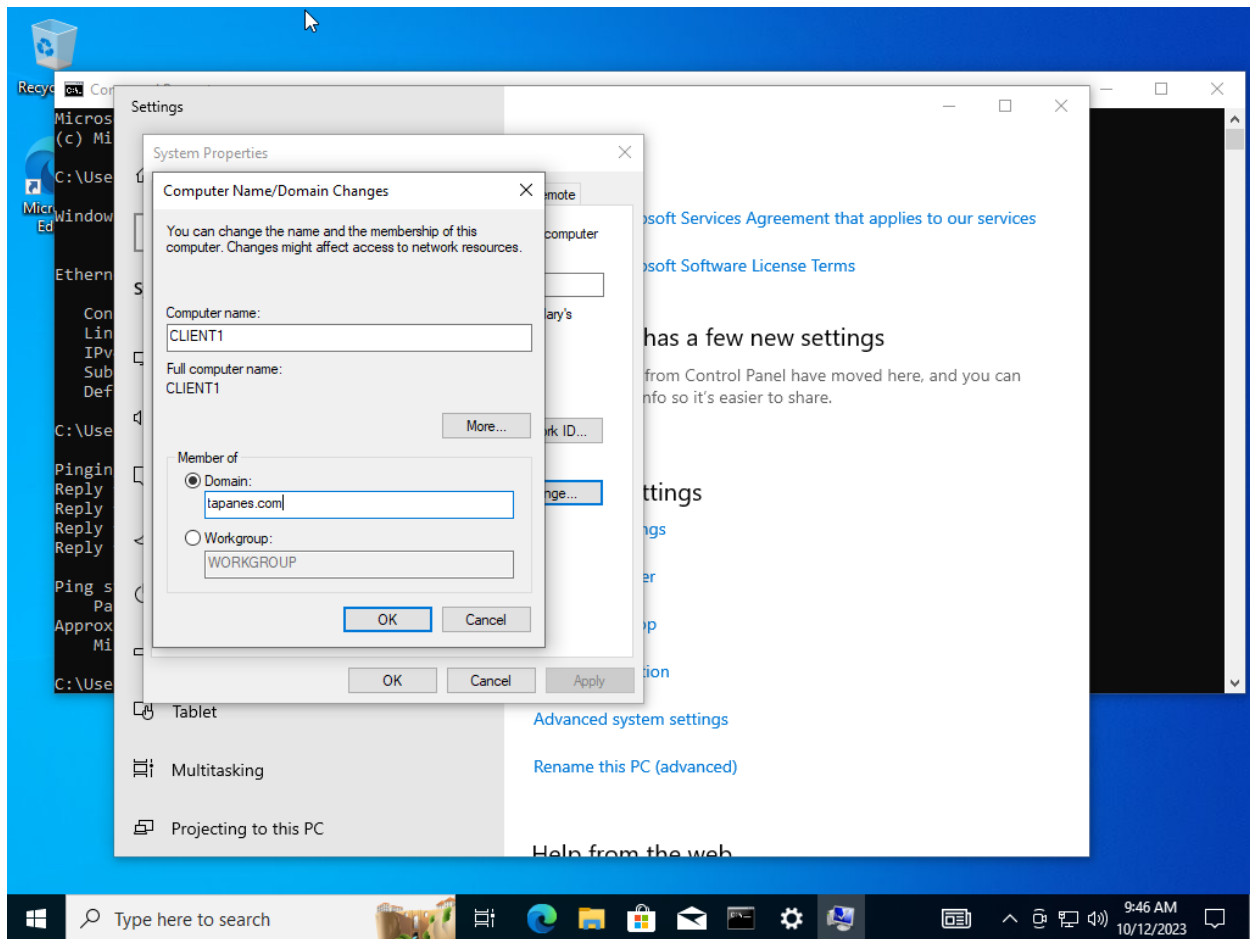 Recyc
Micro
Ed
Cor
Micros
(c) Mi
C:\Use
Window
Ethern
Con
Lin
IPv
Sub
Def
C:\Use
Pingin
Reply
Reply
Reply
Reply
Ping s
Pa
Approx
Mi
C:\Use
Settings
System Properties
Computer Name/Domain Changes
You can change the name and the membership of this
computer. Changes might affect access to network resources.
Computer name:
CLIENT1
Full computer name:
CLIENT1
More...
Member of
Domain:
tapanes.com
Workgroup:
WORKGROUP
OK
Cancel
emote
computer
lary's
ork ID...
nge...
OK
Cancel
Apply
Tablet
Multitasking
Projecting to this PC
osoft Services Agreement that applies to our services
osoft Software License Terms
has a few new settings
from Control Panel have moved here, and you can
nfo so it's easier to share.
ttings
ngs
er
op
tion
Advanced system settings
Rename this PC (advanced)
Help from the web
Type here to search
9:46 AM
10/12/2023